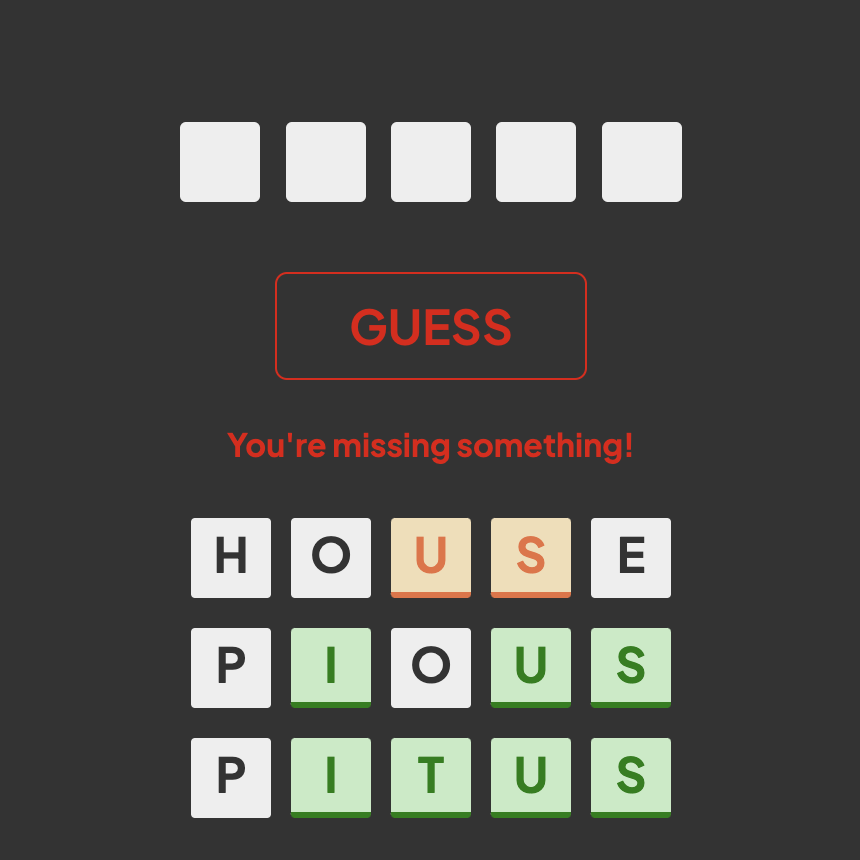 GUESS
You're missing something!
H O U S E
P I O U S
P I T U S